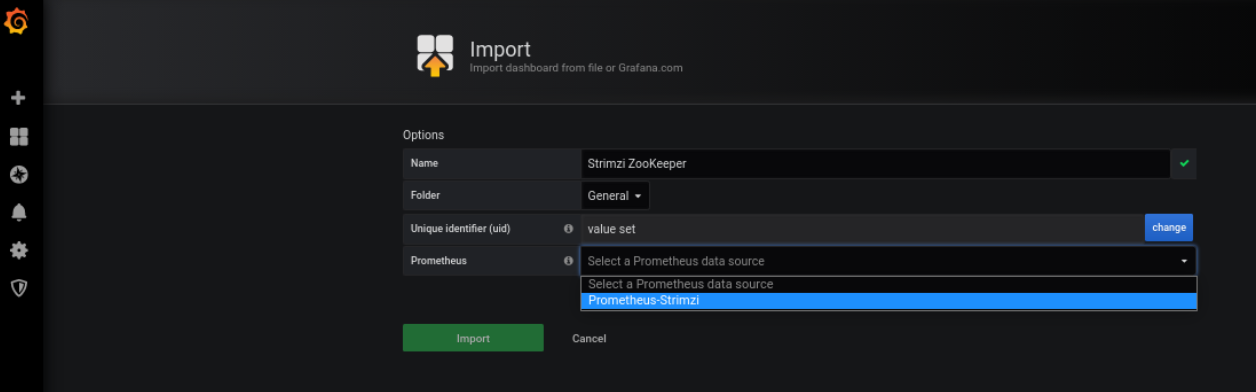 Import
Import dashboard from file or Grafana.com
Options
Name Strimzi ZooKeeper
Folder General
Unique identifier (uid) value set change
Prometheus Select a Prometheus data source
Select a Prometheus data source
Prometheus-Strimzi
Import Cancel